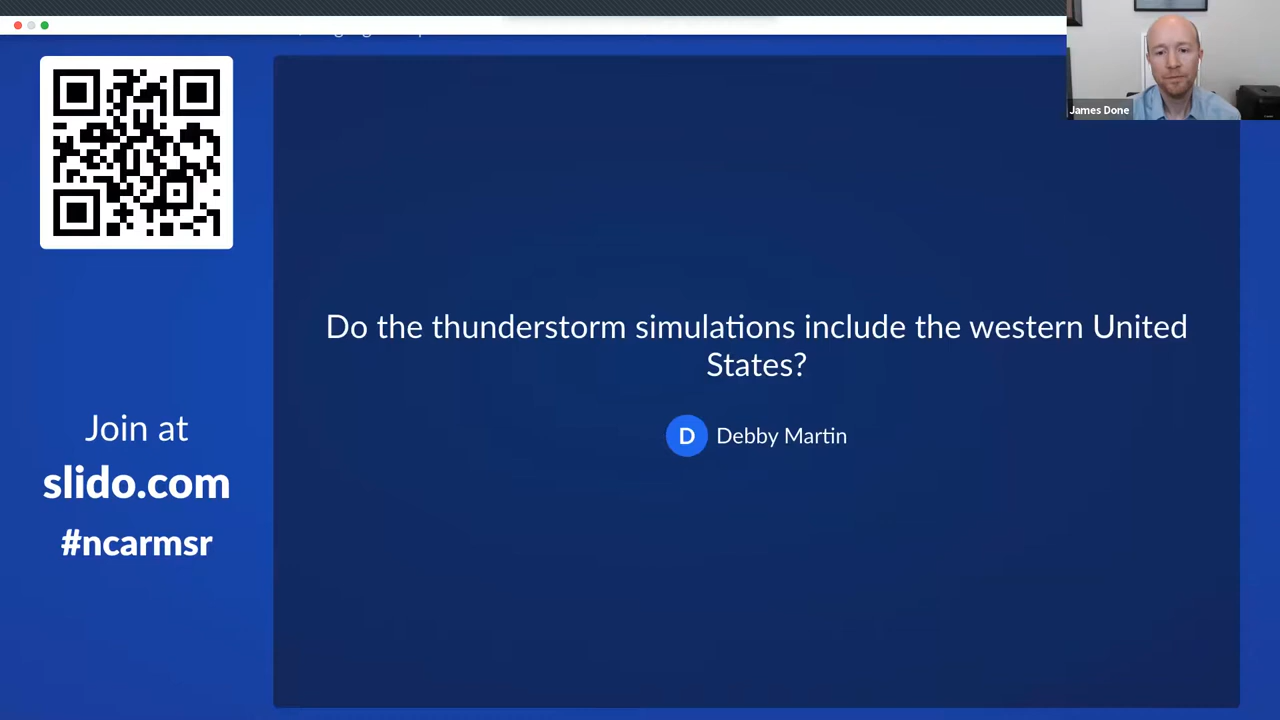 James Done
Do the thunderstorm simulations include the western United
States?
D Debby Martin
Join at
slido.com
#ncarmsr